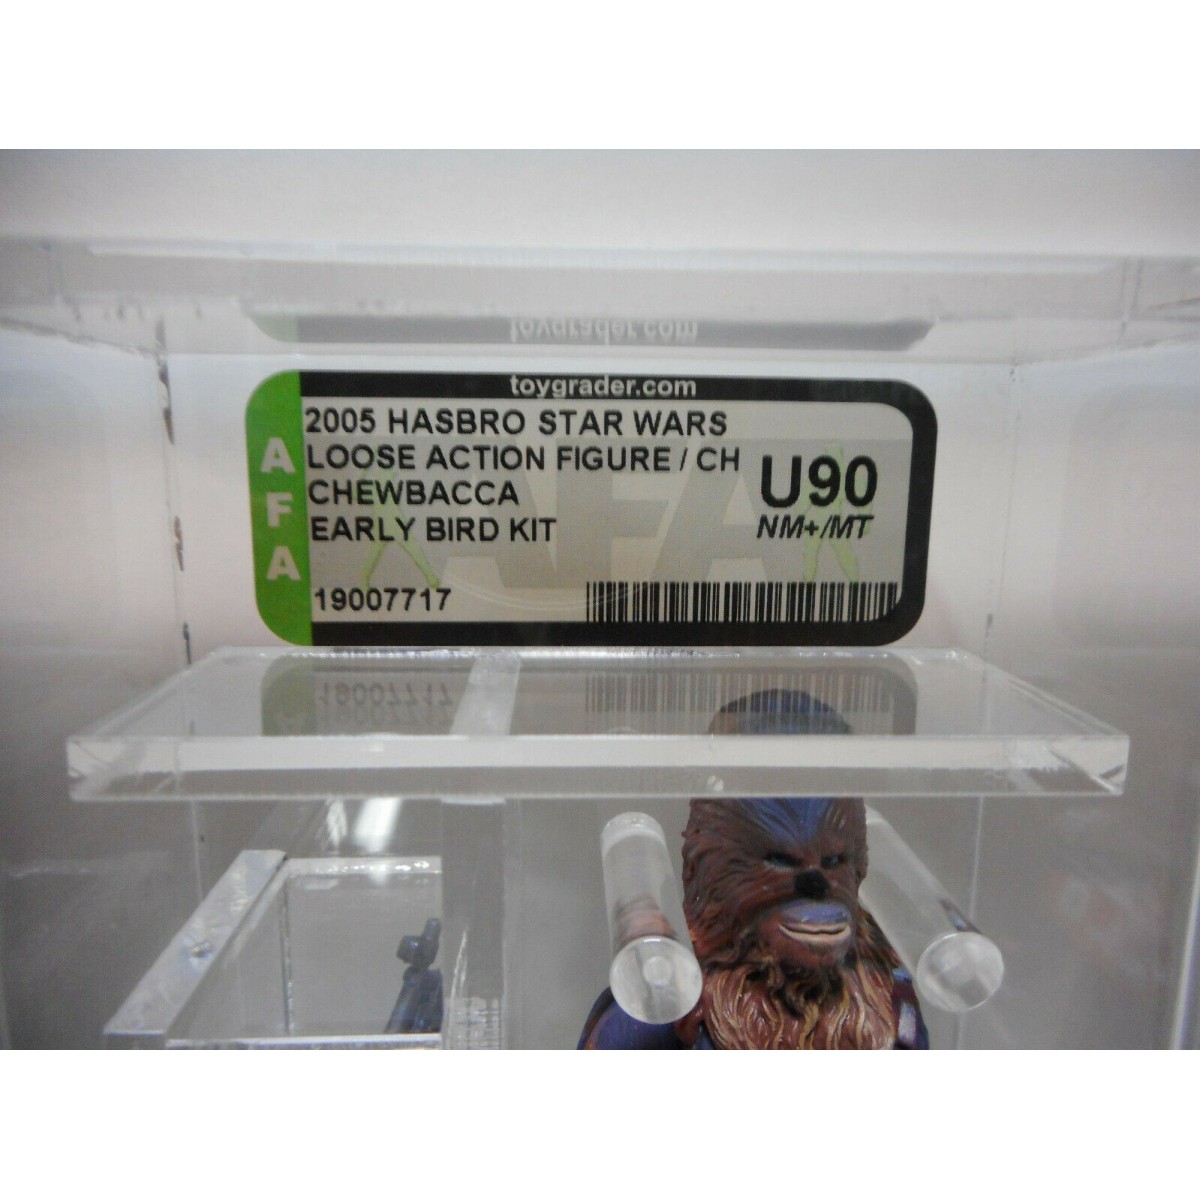 toygrader.com
AFA
2005 HASBRO STAR WARS
LOOSE ACTION FIGURE / CH
CHEWBACCA
EARLY BIRD KIT
U90
NM+/MT
19007717